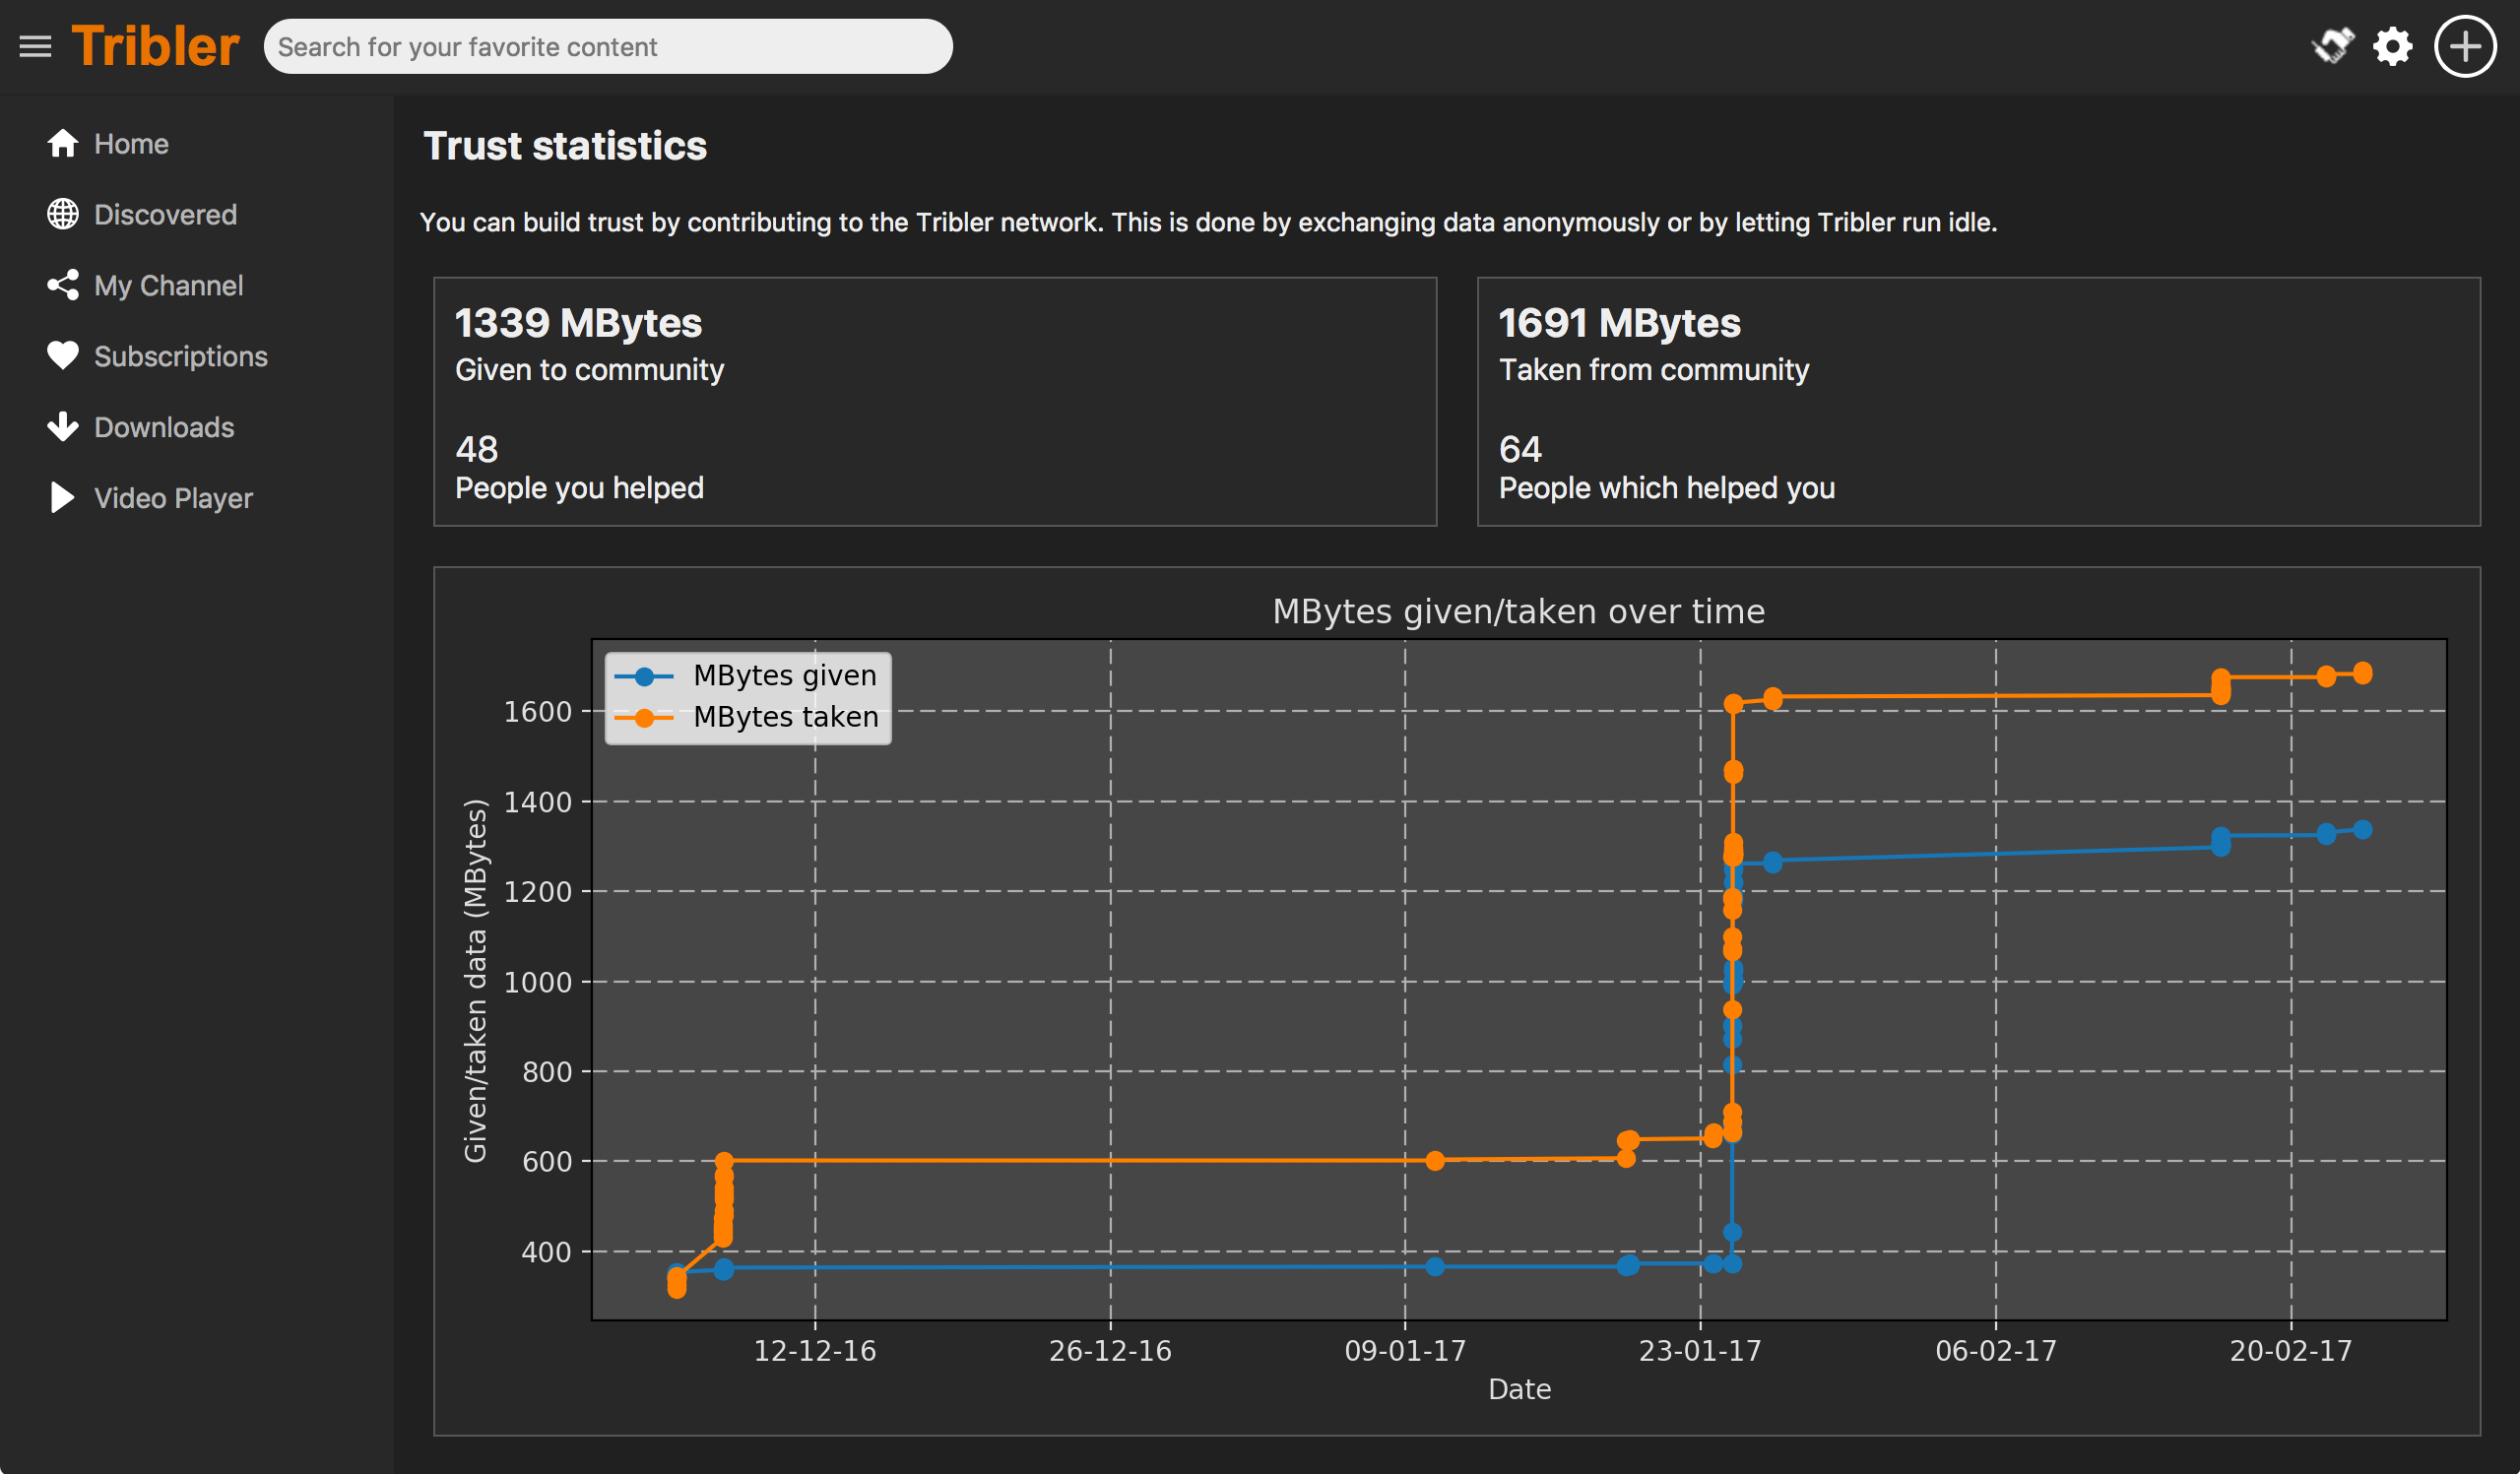 Tribler
Search for your favorite content
Home
Discovered
My Channel
Subscriptions
Downloads
Video Player
Trust statistics
You can build trust by contributing to the Tribler network. This is done by exchanging data anonymously or by letting Tribler run idle.
1339 MBytes
Given to community
48
People you helped
1691 MBytes
Taken from community
64
People which helped you
MBytes given/taken over time
MBytes given
MBytes taken
Given/taken data (MBytes)
1600
1400
1200
1000
800
600
400
12-12-16
26-12-16
09-01-17
23-01-17
06-02-17
20-02-17
Date